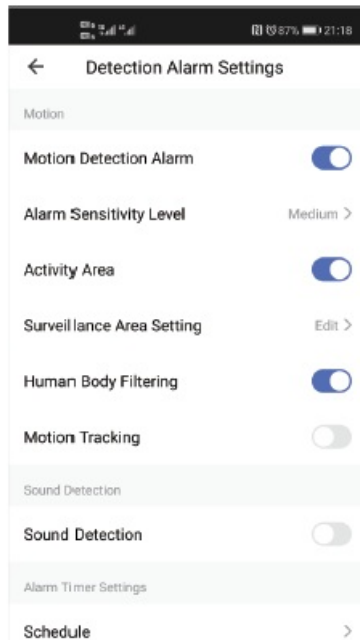 87% 21:18
Detection Alarm Settings
Motion
Motion Detection Alarm
Alarm Sensitivity Level Medium >
Activity Area
Surveillance Area Setting Edit >
Human Body Filtering
Motion Tracking
Sound Detection
Sound Detection
Alarm Timer Settings
Schedule >